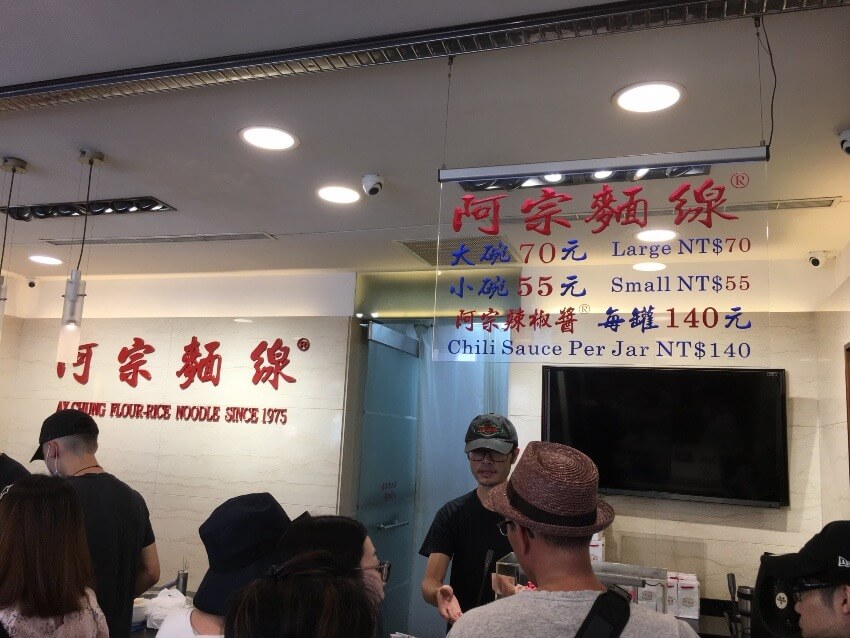 阿宗麵線®
大碗 70元 Large NT$70
小碗 55元 Small NT$55
阿宗辣椒醬® 每罐 140元
Chili Sauce Per Jar NT$140
阿宗麵線®
AY-CHUNG FLOUR-RICE NOODLE SINCE 1975